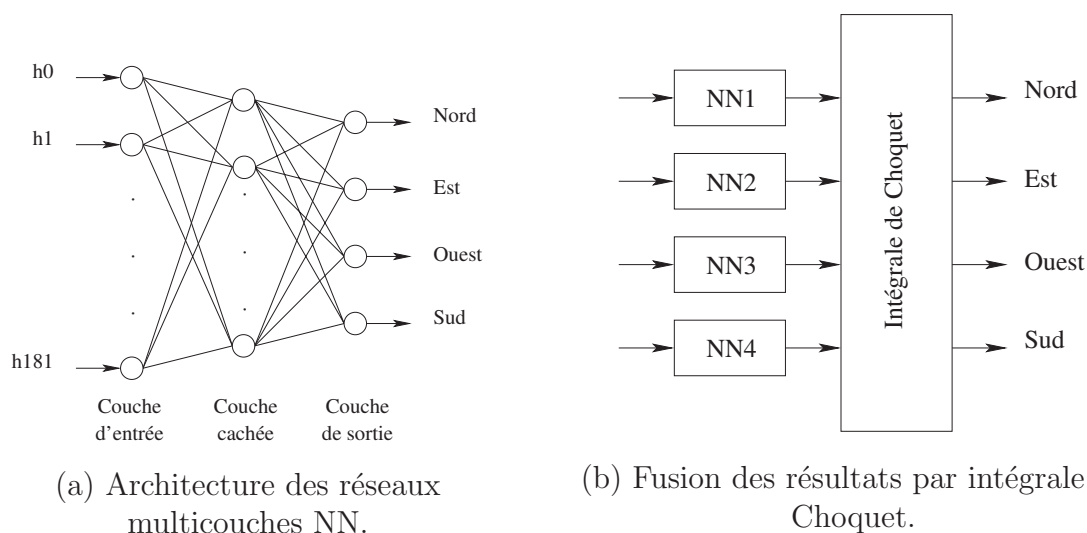 h0
h1
h181
Nord
Est
Ouest
Sud
Couche
d'entrée
Couche
cachée
Couche
de sortie
(a) Architecture des réseaux
multicouches NN.
NN1
NN2
NN3
NN4
Intégrale de Choquet
Nord
Est
Ouest
Sud
(b) Fusion des résultats par intégrale
Choquet.